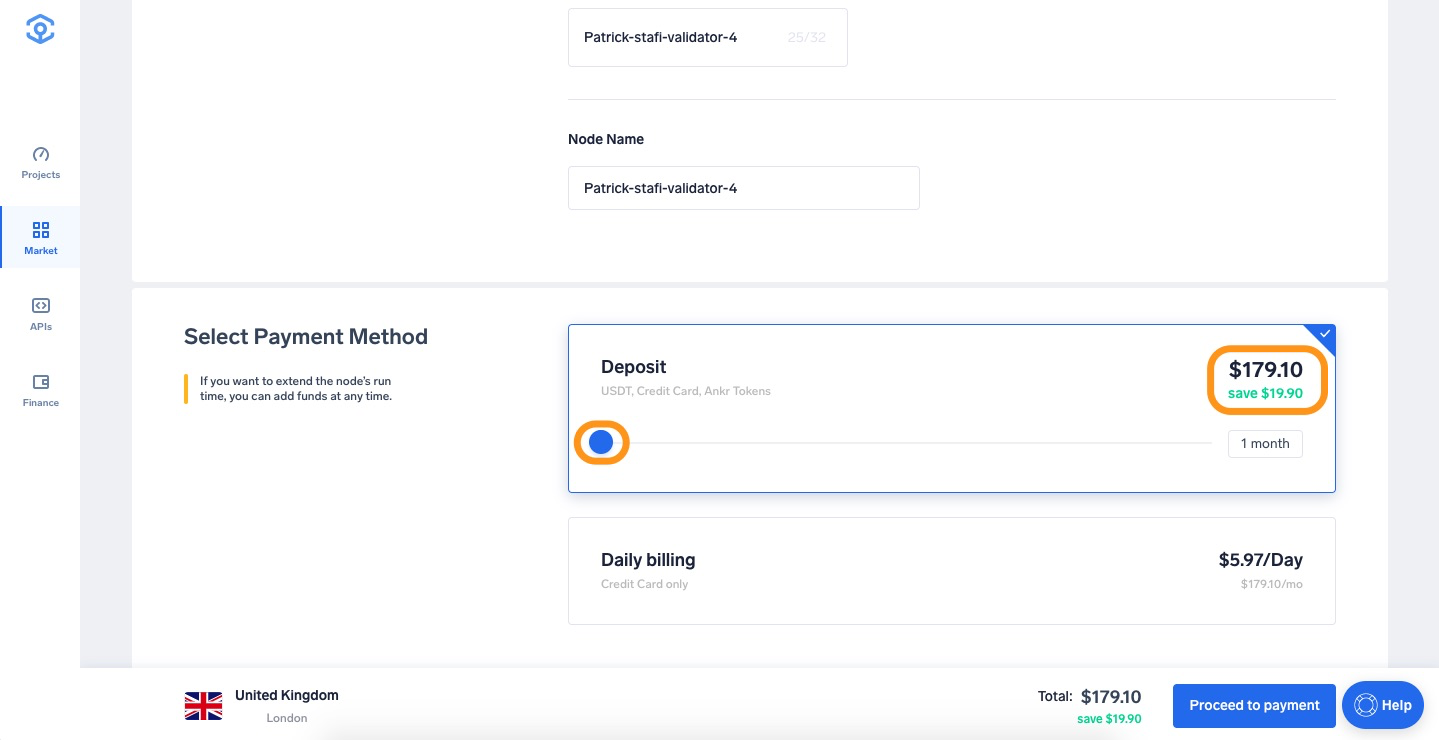 Patrick-stafi-validator-4 25/32
Node Name
Patrick-stafi-validator-4
Projects
Market
APIs
Finance
Select Payment Method
If you want to extend the node's run
time, you can add funds at any time.
Deposit
USDT, Credit Card, Ankr Tokens
$179.10
save $19.90
1 month
Daily billing
Credit Card only
$5.97/Day
$179.10/mo
United Kingdom
London
Total: $179.10
save $19.90
Proceed to payment
Help